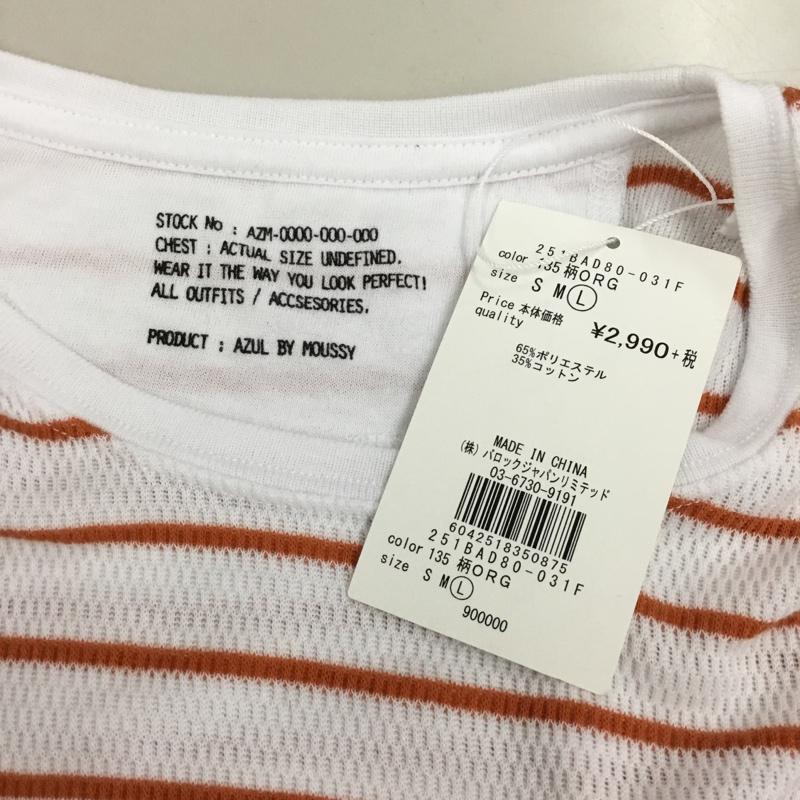 STOCK No : AZM-0000-000-000
CHEST : ACTUAL SIZE UNDEFINED.
WEAR IT THE WAY YOU LOOK PERFECT!
ALL OUTFITS / ACCSESORIES.
PRODUCT : AZUL BY MOUSSY
251BAD80-031F
color 135 柄ORG
size S M L
Price 本体価格 ¥2,990+税
quality
65%ポリエステル
35%コットン
MADE IN CHINA
(株) バロックジャパンリミテッド
03-6730-9191
6042518350875
251BAD80-031F
color 135 柄ORG
size S M L
900000